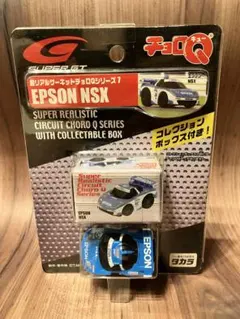 SUPER GT
チョロQ
新リアルサーキットチョロQシリーズ7
EPSON NSX
SUPER REALISTIC
CIRCUIT CHORO Q SERIES
WITH COLLECTABLE BOX
コレクション
ボックス付き!
Super
Realistic
Circuit
Choro Q
Series
EPSON
NSX
EPSON
タカラ